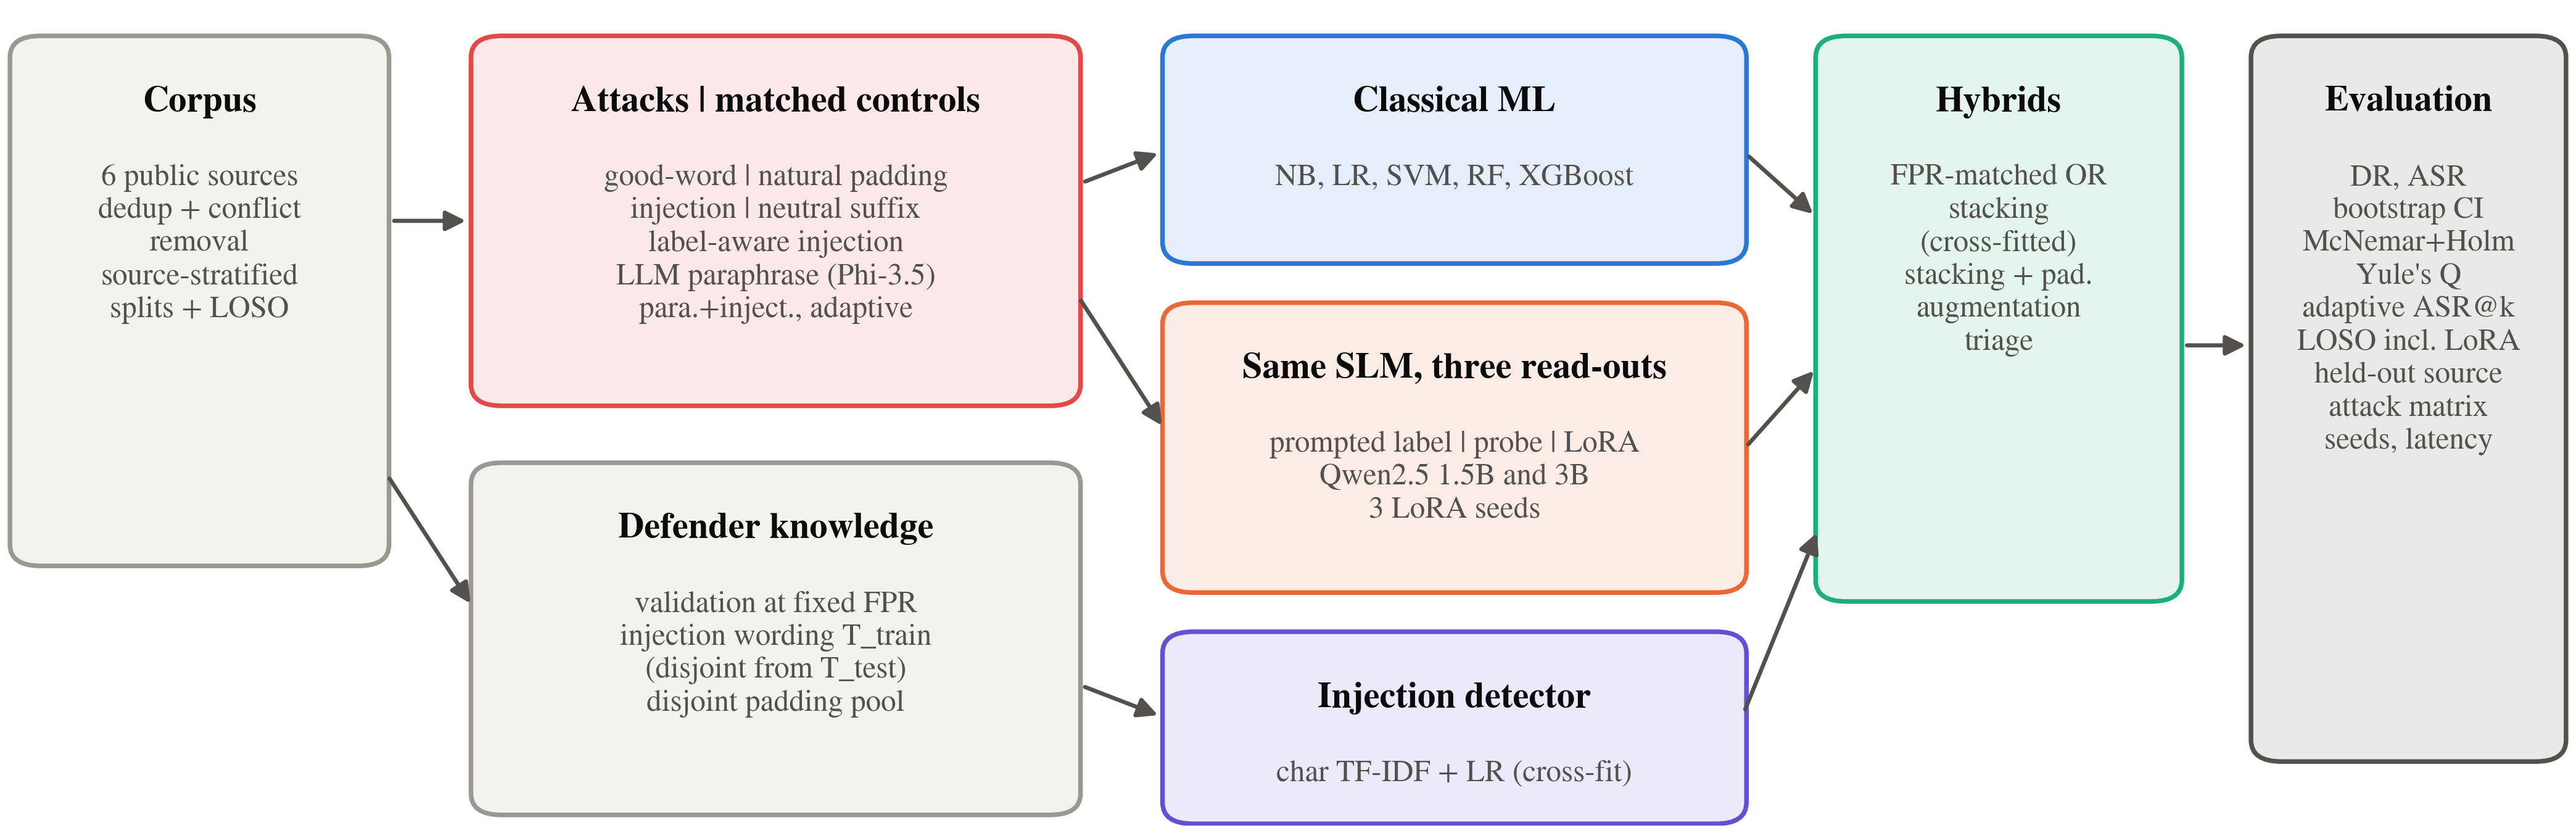 Corpus
6 public sources
dedup + conflict
removal
source-stratified
splits + LOSO
Attacks | matched controls
good-word | natural padding
injection | neutral suffix
label-aware injection
LLM paraphrase (Phi-3.5)
para.+inject., adaptive
Defender knowledge
validation at fixed FPR
injection wording T_train
(disjoint from T_test)
disjoint padding pool
Classical ML
NB, LR, SVM, RF, XGBoost
Same SLM, three read-outs
prompted label | probe | LoRA
Qwen2.5 1.5B and 3B
3 LoRA seeds
Injection detector
char TF-IDF + LR (cross-fit)
Hybrids
FPR-matched OR
stacking
(cross-fitted)
stacking + pad.
augmentation
triage
Evaluation
DR, ASR
bootstrap CI
McNemar+Holm
Yule's Q
adaptive ASR@k
LOSO incl. LoRA
held-out source
attack matrix
seeds, latency